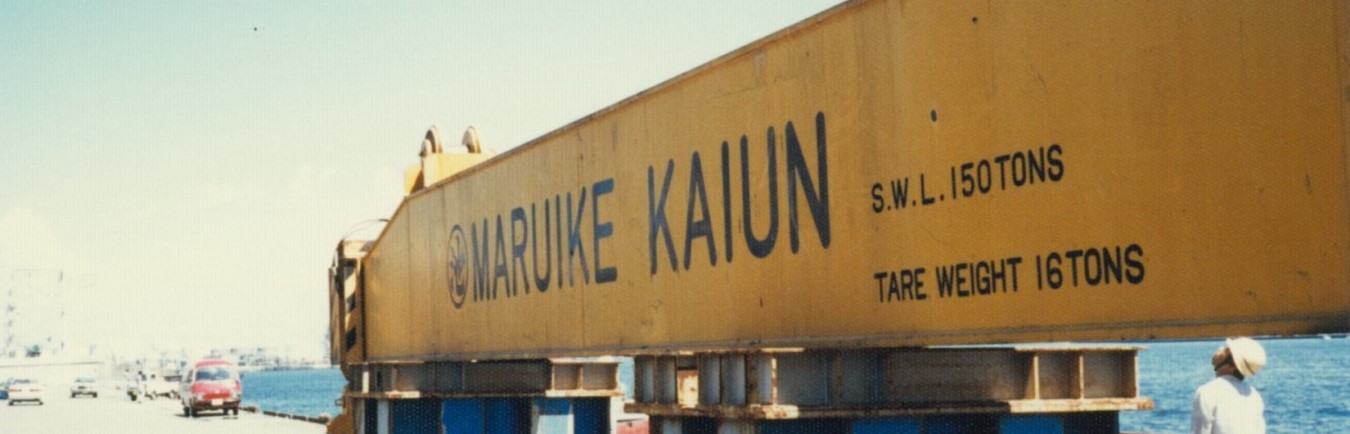 MARUIKE KAIUN
S.W.L.150TONS
TARE WEIGHT 16TONS